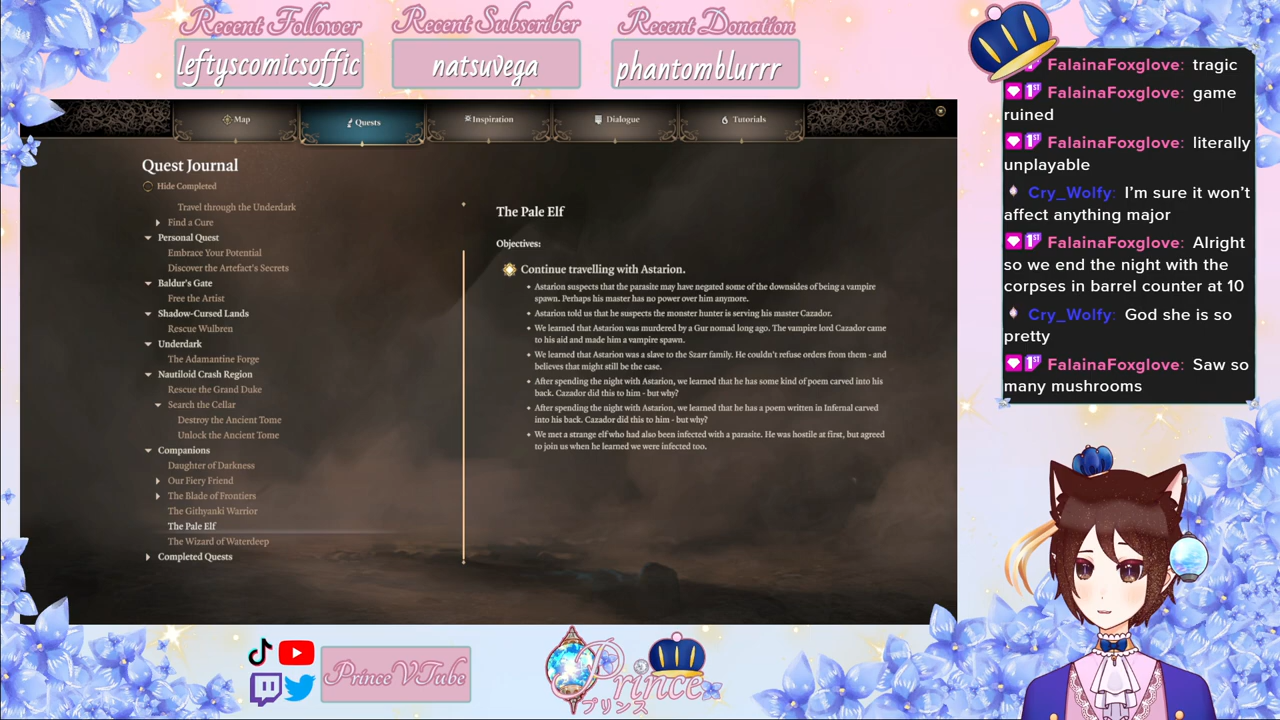 Recent Follower
leftyscomicsoffic
Recent Subscriber
natsuvega
Recent Donation
phantomblurrr
Map
Quests
Inspiration
Dialogue
Tutorials
Quest Journal
Hide Completed
Travel through the Underdark
Find a Cure
Personal Quest
Embrace Your Potential
Discover the Artefact's Secrets
Baldur's Gate
Free the Artist
Shadow-Cursed Lands
Rescue Wulbren
Underdark
The Adamantine Forge
Nautiloid Crash Region
Rescue the Grand Duke
Search the Cellar
Destroy the Ancient Tome
Unlock the Ancient Tome
Companions
Daughter of Darkness
Our Fiery Friend
The Blade of Frontiers
The Githyanki Warrior
The Pale Elf
The Wizard of Waterdeep
Completed Quests
The Pale Elf
Objectives:
Continue travelling with Astarion.
Astarion suspects that the parasite may have negated some of the downsides of being a vampire
spawn. Perhaps his master has no power over him anymore.
Astarion told us that he suspects the monster hunter is serving his master Cazador.
We learned that Astarion was murdered by a Gur nomad long ago. The vampire lord Cazador came
to his aid and made him a vampire spawn.
We learned that Astarion was a slave to the Szarr family. He couldn't refuse orders from them - and
believes that might still be the case.
After spending the night with Astarion, we learned that he has some kind of poem carved into his
back. Cazador did this to him - but why?
After spending the night with Astarion, we learned that he has a poem written in Infernal carved
into his back. Cazador did this to him - but why?
We met a strange elf who had also been infected with a parasite. He was hostile at first, but agreed
to join us when he learned we were infected too.
FalainaFoxglove: tragic
FalainaFoxglove: game
ruined
FalainaFoxglove: literally
unplayable
Cry_Wolfy: I'm sure it won't
affect anything major
FalainaFoxglove: Alright
so we end the night with the
corpses in barrel counter at 10
Cry_Wolfy: God she is so
pretty
FalainaFoxglove: Saw so
many mushrooms
PrinceVTube
Prince
プリンス